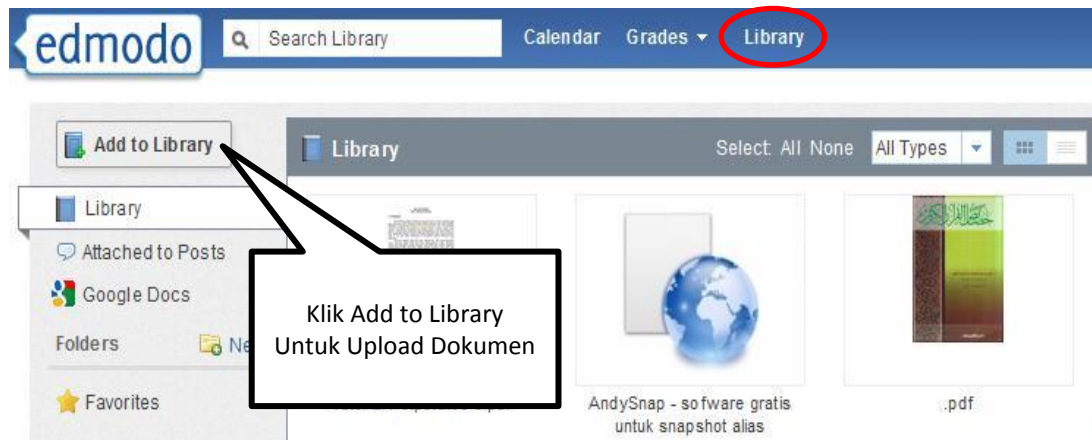 edmodo
Search Library
Calendar Grades Library
Add to Library
Library
Select: All None All Types
Library
Attached to Posts
Google Docs
Folders
Favorites
Klik Add to Library
Untuk Upload Dokumen
AndySnap - sofware gratis
untuk snapshot alias
.pdf